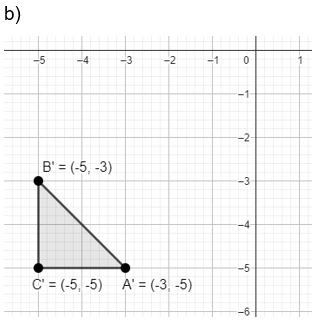 b)
−5 −4 −3 −2 −1 0 1
−1
−2
B' = (-5, -3)
−3
−4
−5
C' = (-5, -5) A' = (-3, -5)
−6